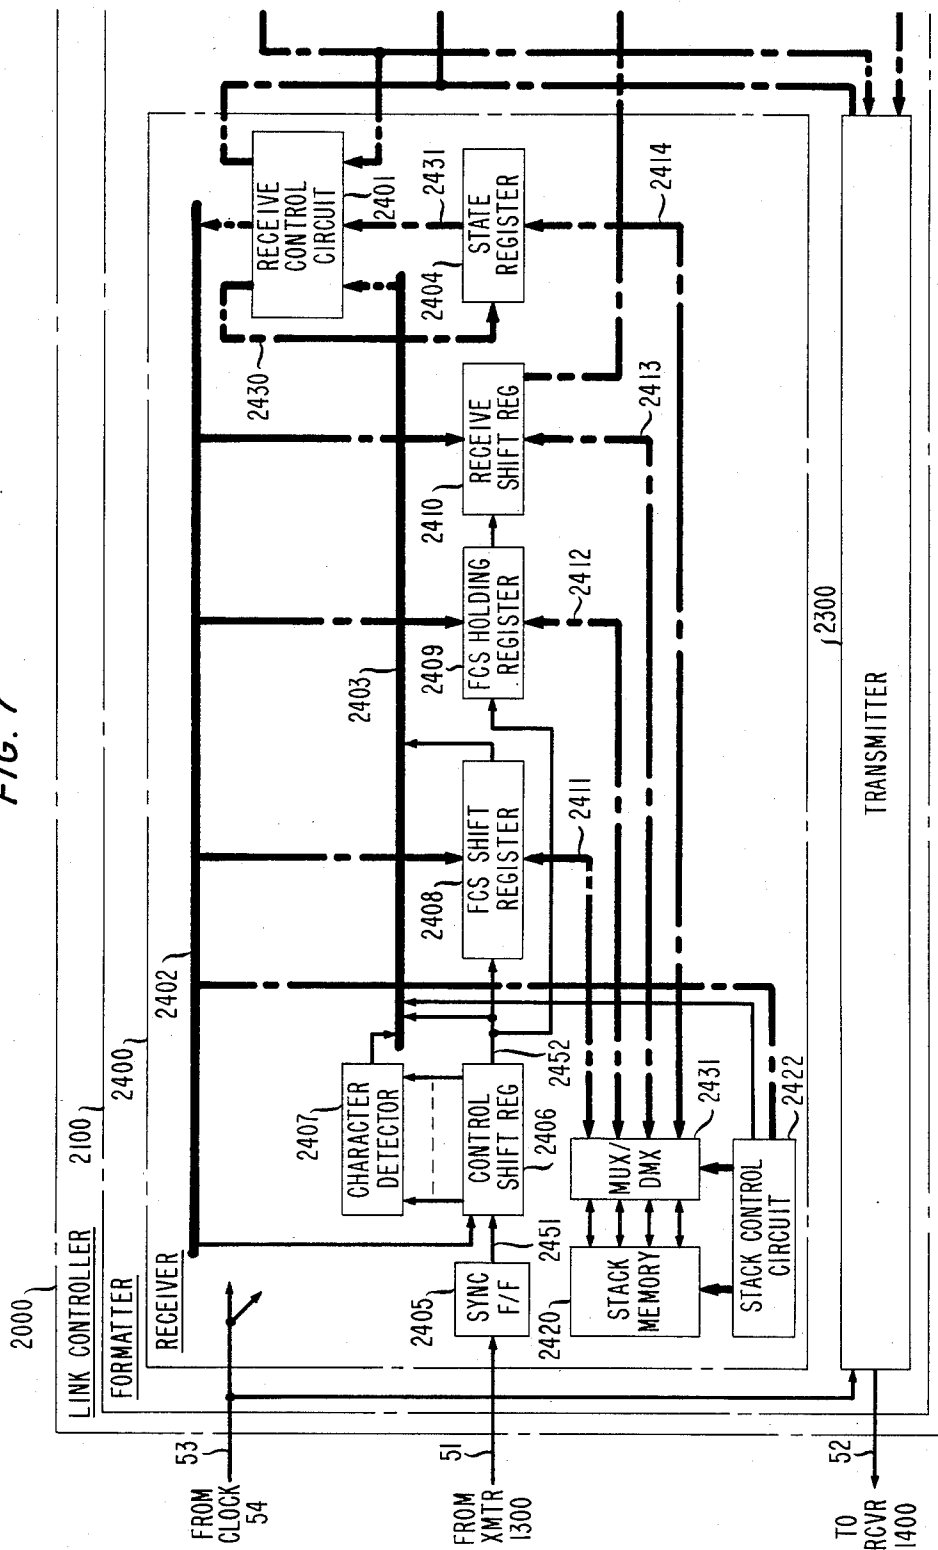 FIG. 7
2000
LINK CONTROLLER
2100
FORMATTER
2400
RECEIVER
2402
FROM
CLOCK
54
53
2407
CHARACTER
DETECTOR
2403
2430
RECEIVE
CONTROL
CIRCUIT
2401
2431
FROM
XMTR
1300
51
2405
SYNC
F/F
2451
CONTROL
SHIFT REG
2406
2452
2408
FCS SHIFT
REGISTER
2411
2409
FCS HOLDING
REGISTER
2412
2410
RECEIVE
SHIFT REG
2413
2404
STATE
REGISTER
2414
2420
STACK
MEMORY
MUX/
DMX
2431
STACK CONTROL
CIRCUIT
2422
2300
TRANSMITTER
TO
RCVR
1400
52